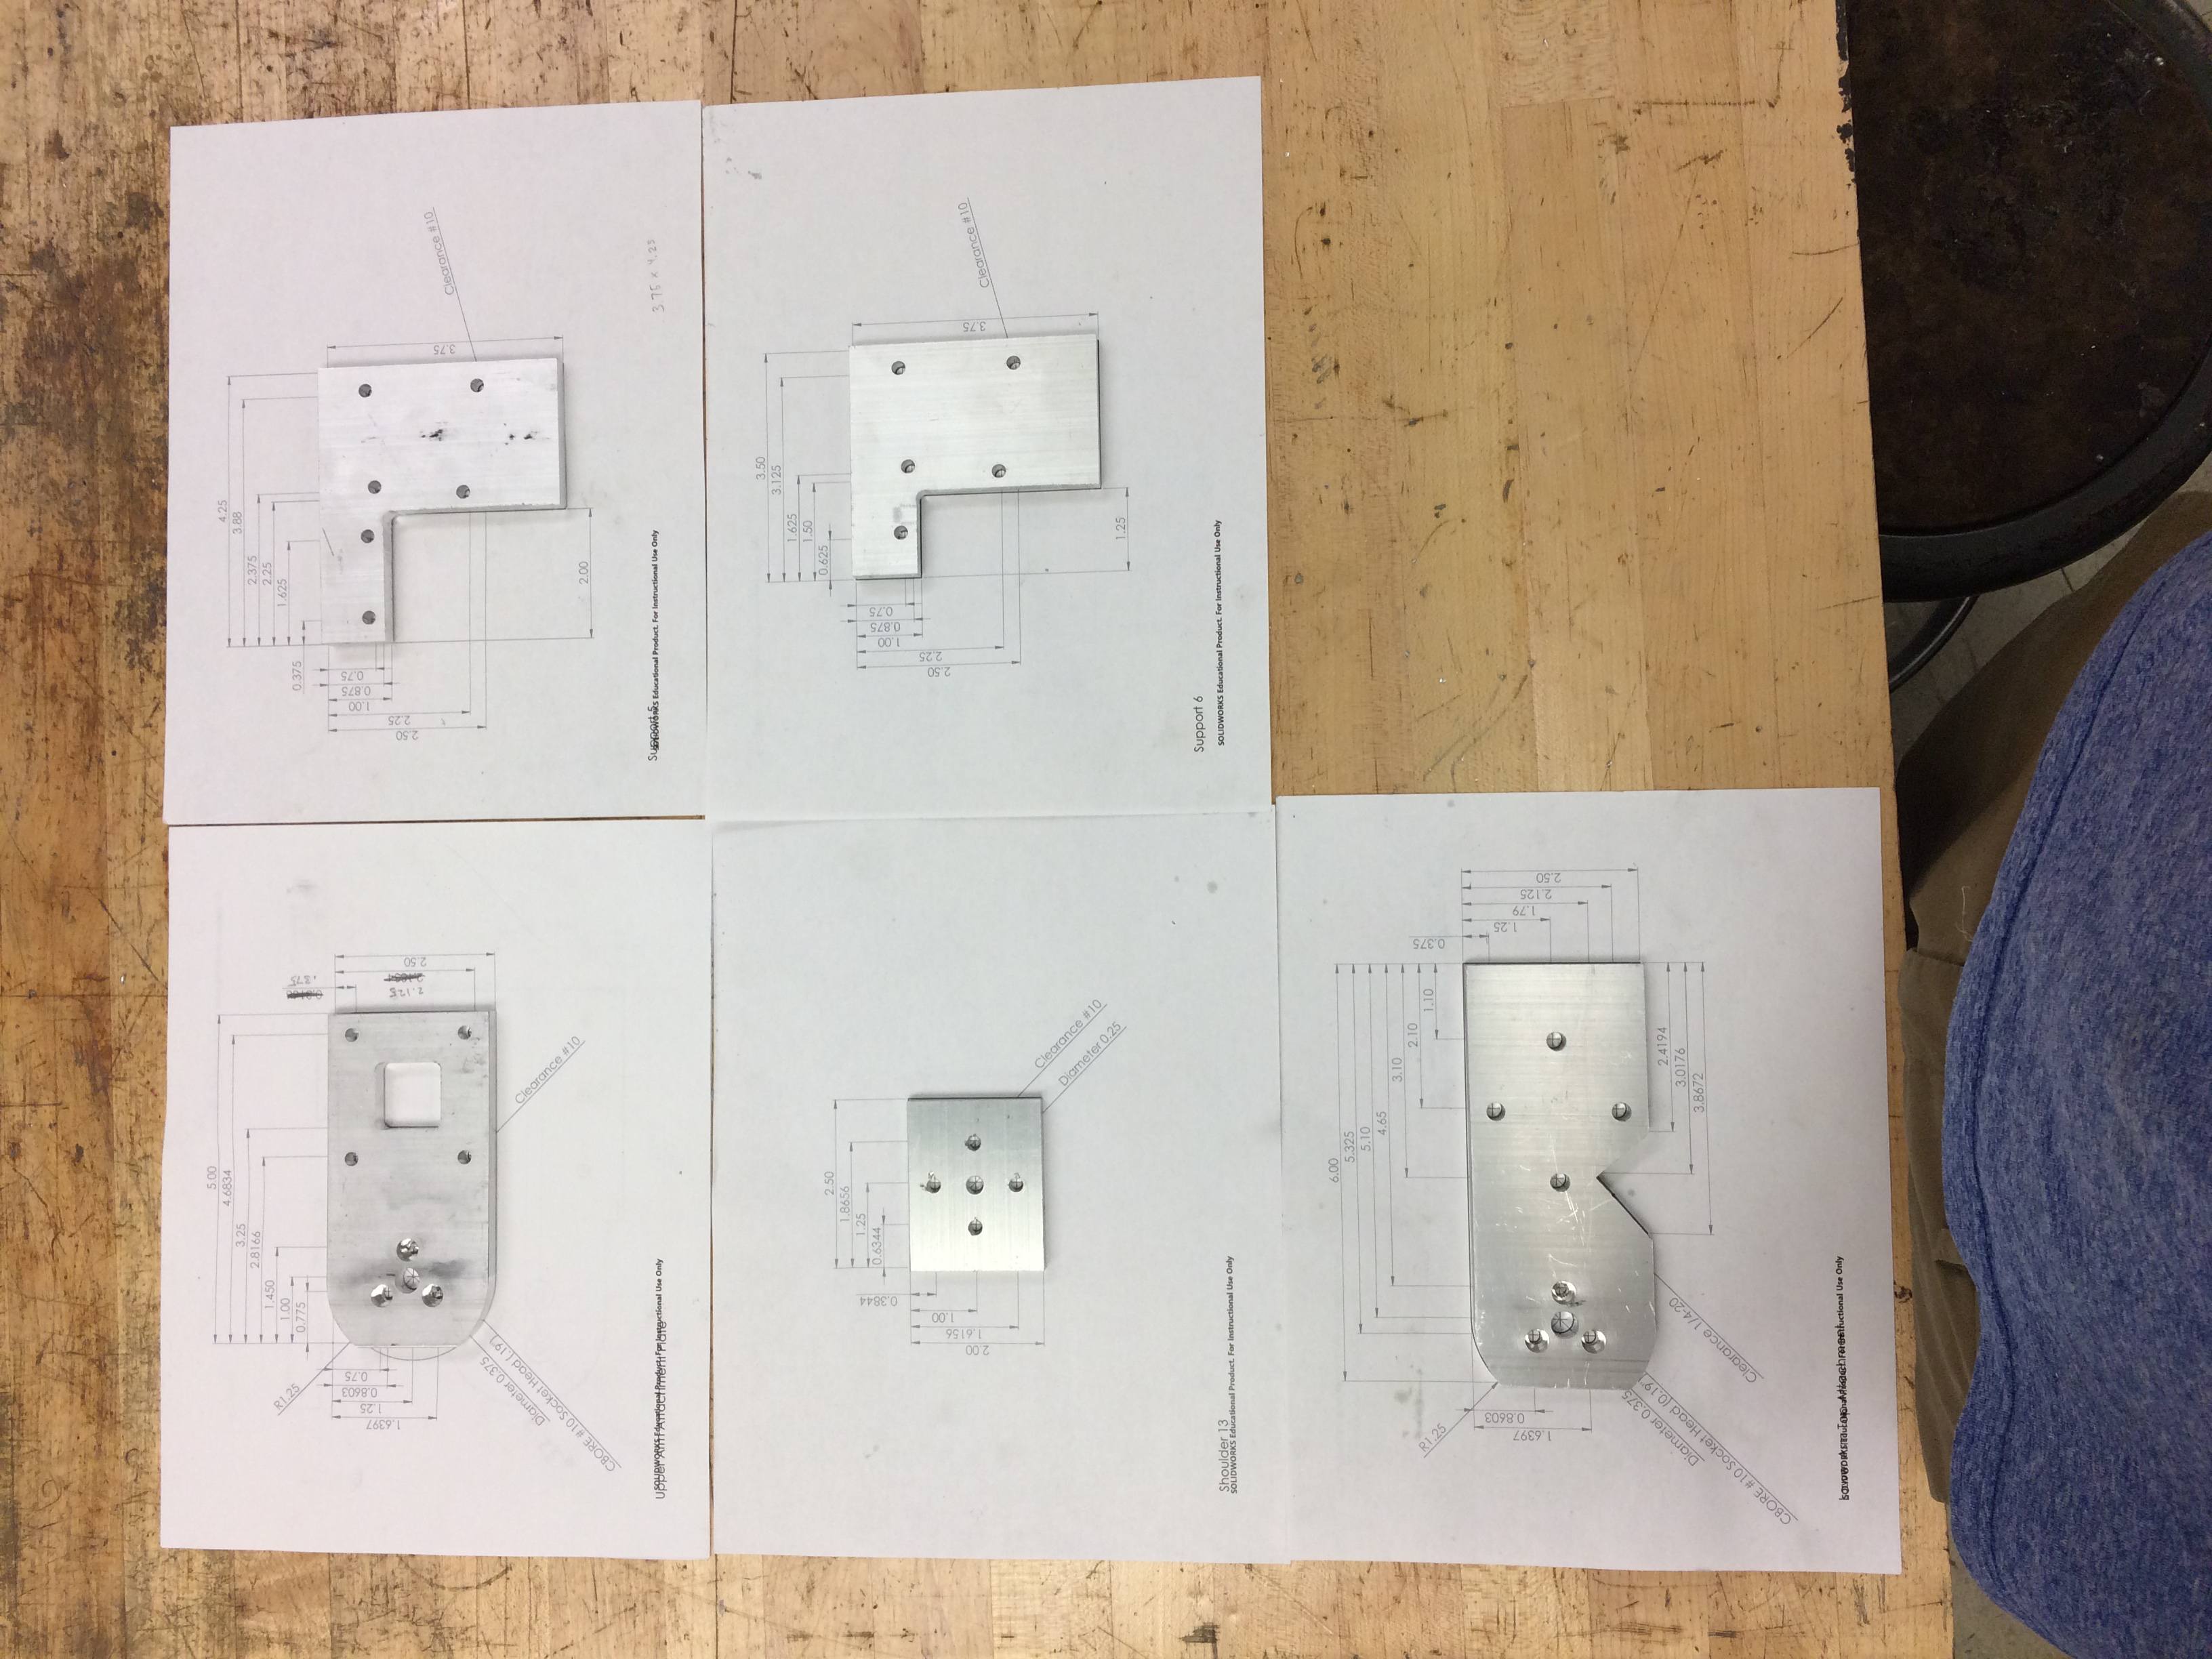 5.00
4.6834
3.25
2.8166
1.450
1.00
0.775
R1.25
1.6397
1.25
0.8603
0.75
.375
2.125
2.50
Diameter 0.375
CBORE #10 Socket Head (.19")
Clearance #10
Upper Arm Attachment Plate
SOLIDWORKS Educational Product. For Instructional Use Only
4.25
3.88
2.375
2.25
1.625
0.375
2.50
2.25
1.00
0.875
0.75
3.75
Clearance #10
2.00
Support 5
SOLIDWORKS Educational Product. For Instructional Use Only
3.75 x 4.25
2.50
1.8656
1.25
0.6344
0.3844
2.00
1.6156
1.00
Clearance #10
Diameter 0.25
Shoulder 13
SOLIDWORKS Educational Product. For Instructional Use Only
3.50
3.125
1.625
1.50
0.625
2.50
2.25
1.00
0.875
0.75
3.75
Clearance #10
1.25
Support 6
SOLIDWORKS Educational Product. For Instructional Use Only
6.00
5.325
5.10
4.65
3.10
2.10
1.10
0.375
R1.25
1.6397
0.8603
1.25
1.79
2.125
2.50
2.4194
3.0176
3.8672
Diameter 0.375
CBORE #10 Socket Head (0.19"
Clearance 1/4-20
Lower Arm Top Attachment
SOLIDWORKS Educational Product. For Instructional Use Only